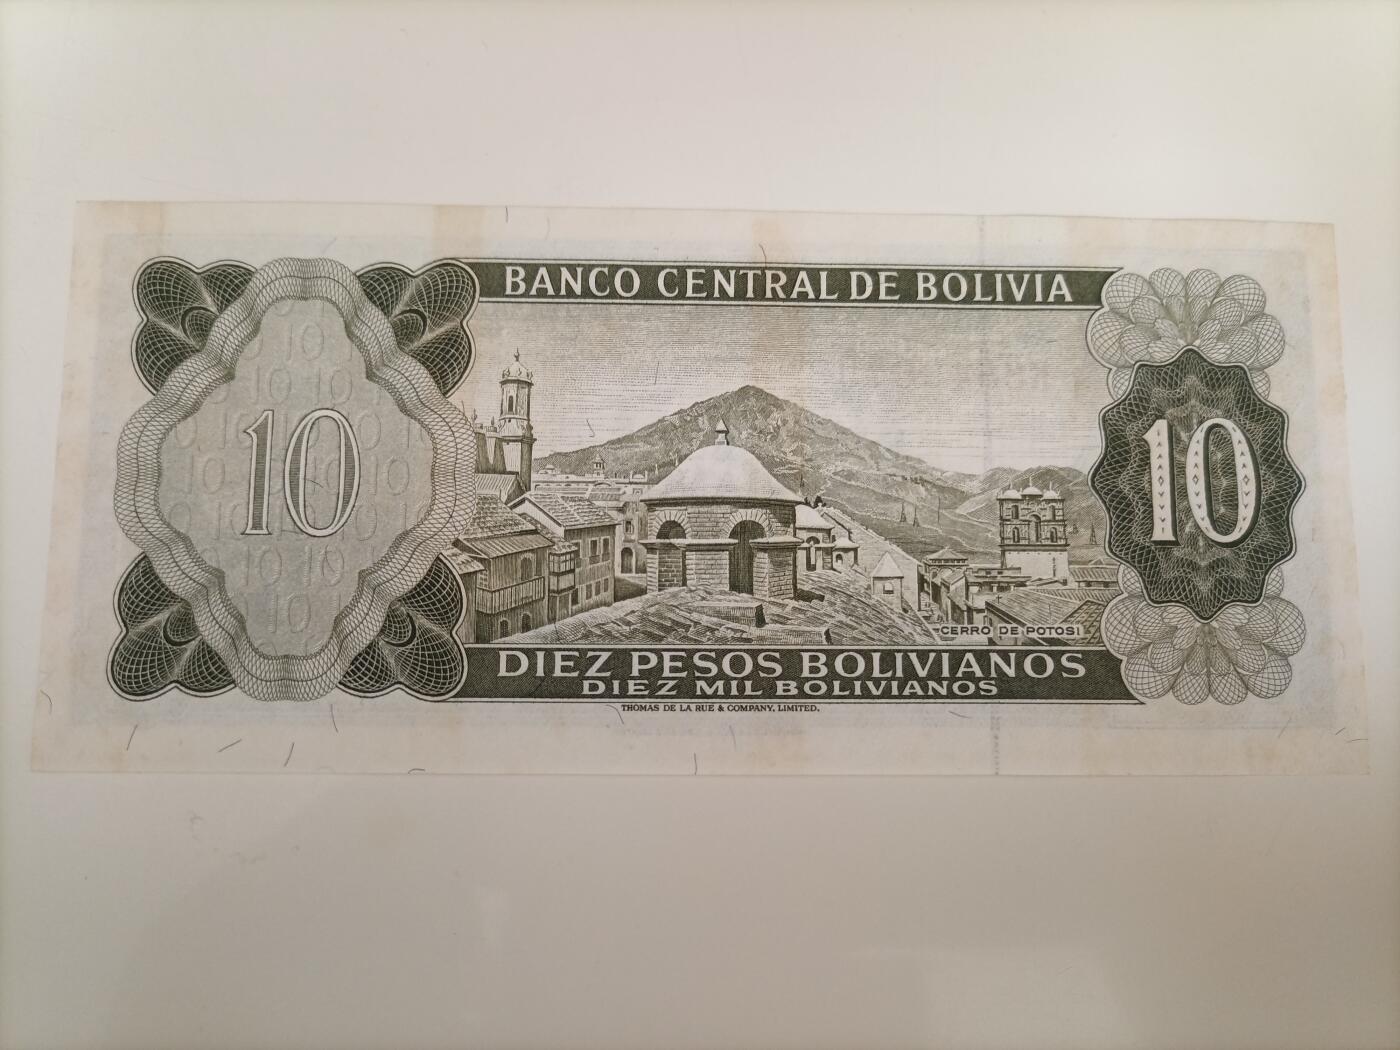 BANCO CENTRAL DE BOLIVIA
10
10
CERRO DE POTOSI
DIEZ PESOS BOLIVIANOS
DIEZ MIL BOLIVIANOS
THOMAS DE LA RUE & COMPANY, LIMITED.